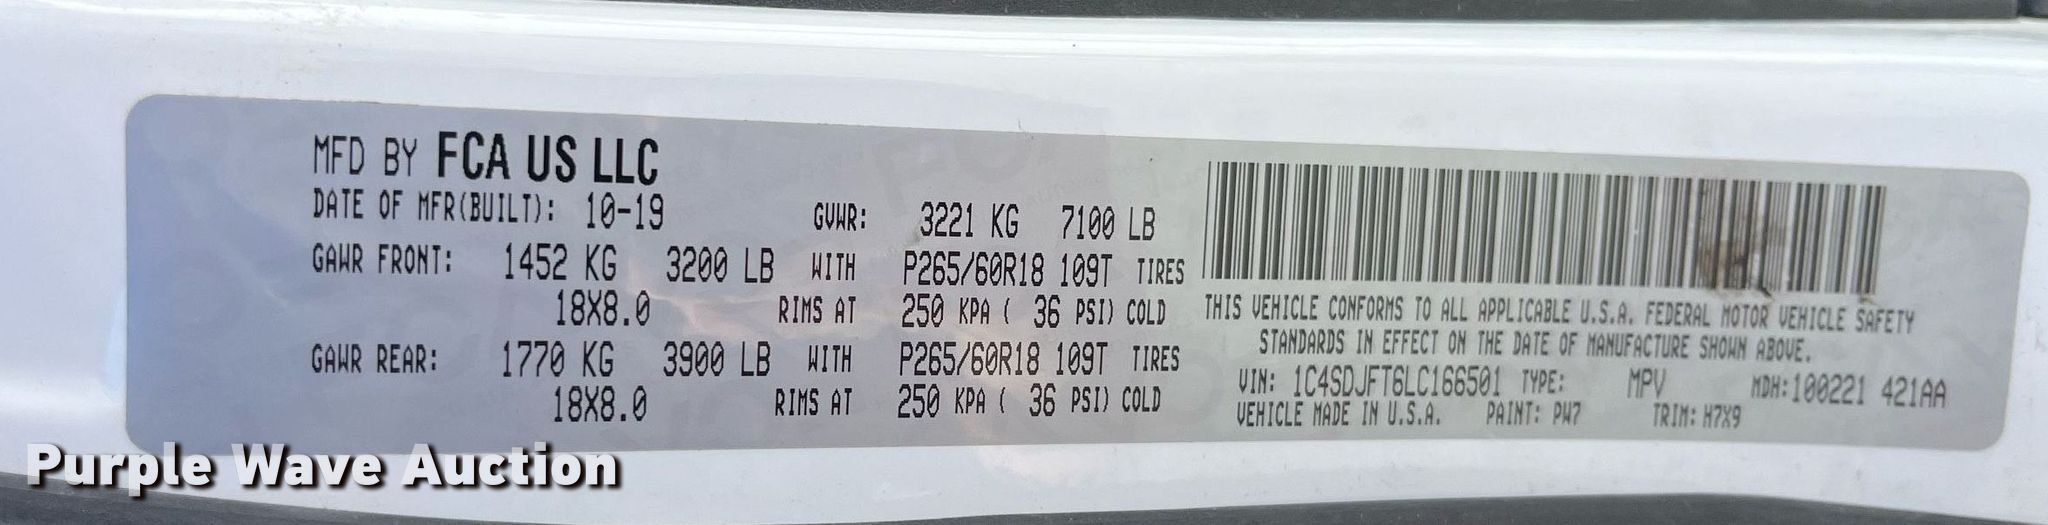 MFD BY FCA US LLC
DATE OF MFR(BUILT): 10-19 GVWR: 3221 KG 7100 LB
GAWR FRONT: 1452 KG 3200 LB WITH P265/60R18 109T TIRES
18X8.0 RIMS AT 250 KPA ( 36 PSI) COLD
GAWR REAR: 1770 KG 3900 LB WITH P265/60R18 109T TIRES
18X8.0 RIMS AT 250 KPA ( 36 PSI) COLD
THIS VEHICLE CONFORMS TO ALL APPLICABLE U.S.A. FEDERAL MOTOR VEHICLE SAFETY
STANDARDS IN EFFECT ON THE DATE OF MANUFACTURE SHOWN ABOVE.
VIN: 1C4SDJFT6LC166501 TYPE: MPV MDH:100221 421AA
VEHICLE MADE IN U.S.A. PAINT: PW7 TRIM: H7X9
Purple Wave Auction